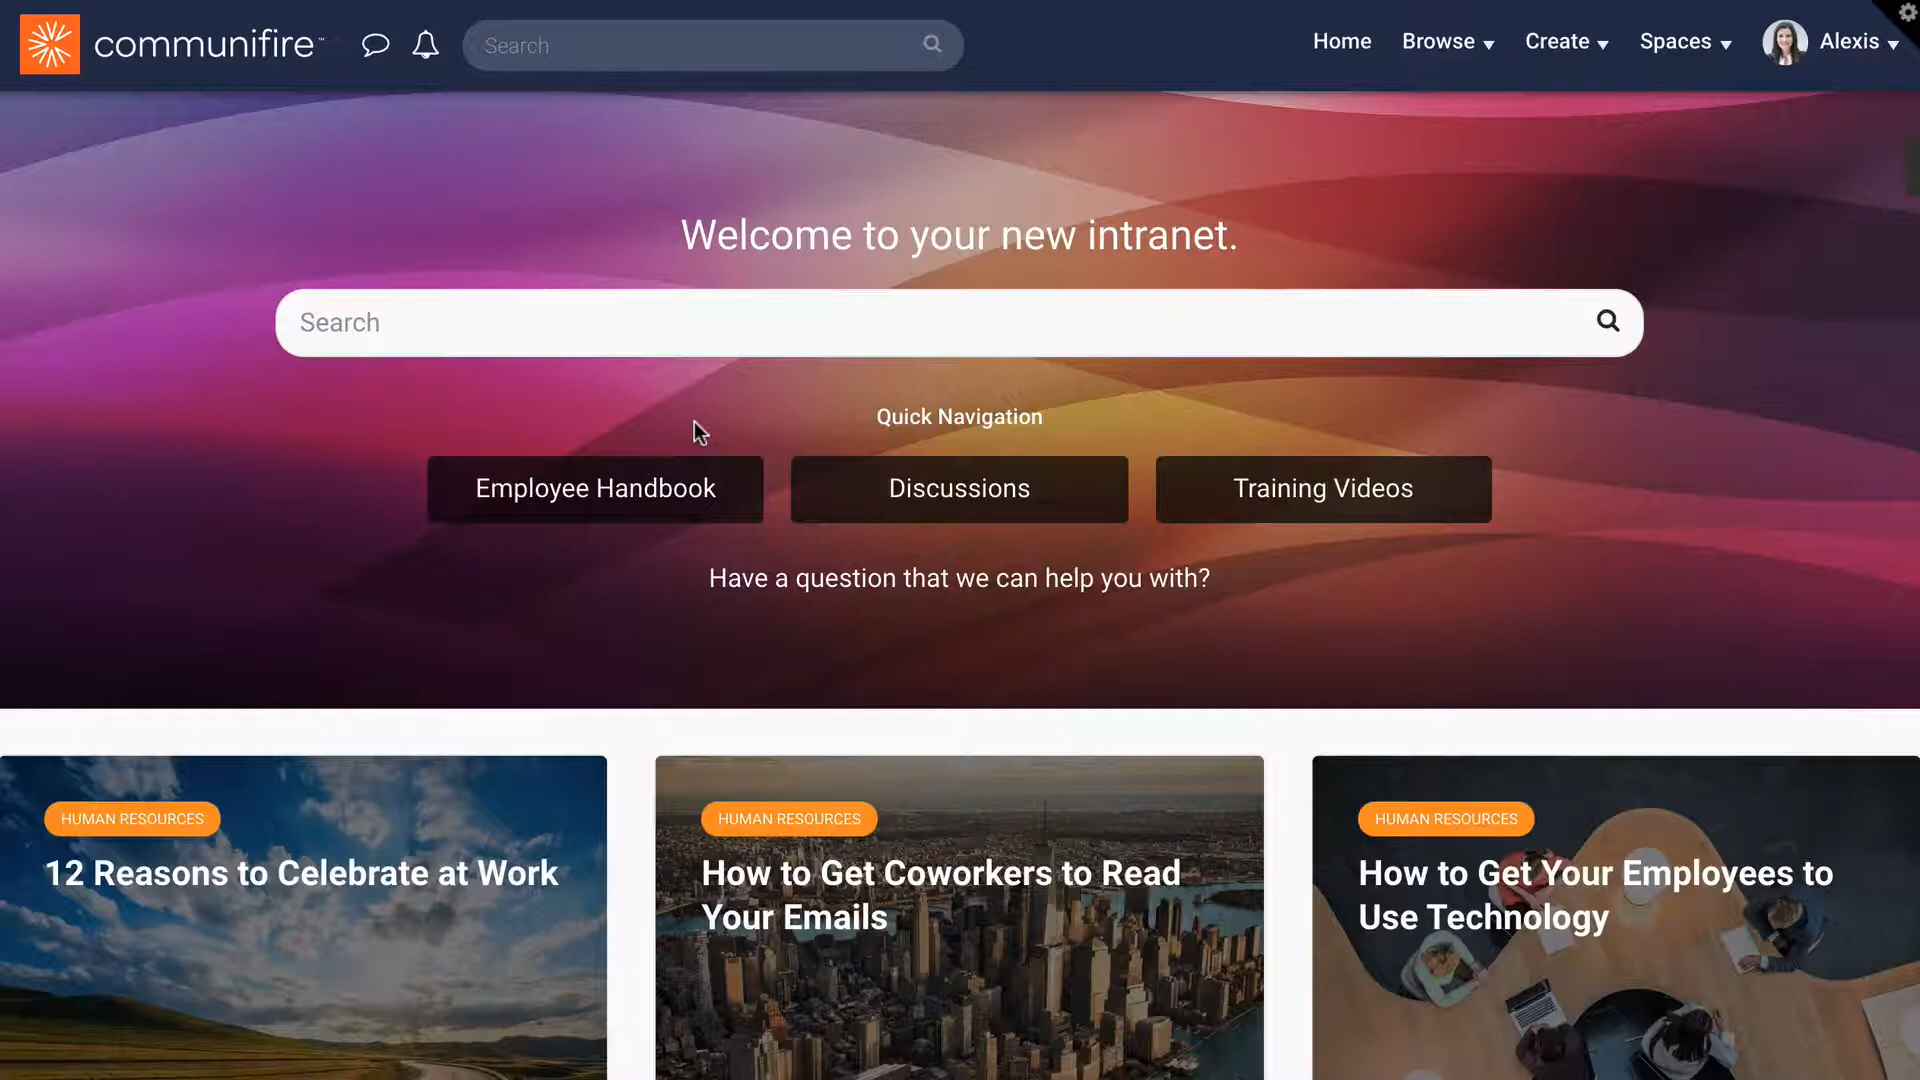 communifire™
Search
Home
Browse
Create
Spaces
Alexis
Welcome to your new intranet.
Search
Quick Navigation
Employee Handbook
Discussions
Training Videos
Have a question that we can help you with?
HUMAN RESOURCES
12 Reasons to Celebrate at Work
HUMAN RESOURCES
How to Get Coworkers to Read
Your Emails
HUMAN RESOURCES
How to Get Your Employees to
Use Technology